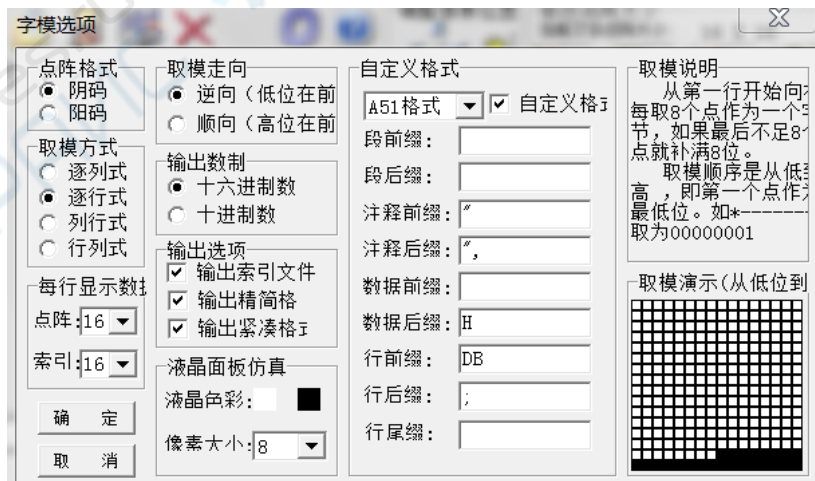 字模选项
点阵格式
阴码
阳码
取模方式
逐列式
逐行式
列行式
行列式
每行显示数据
点阵:16
索引:16
确 定
取 消
取模走向
逆向（低位在前
顺向（高位在前
输出数制
十六进制数
十进制数
输出选项
输出索引文件
输出精简格
输出紧凑格式
液晶面板仿真
液晶色彩:
像素大小:8
自定义格式
A51格式
自定义格式
段前缀:
段后缀:
注释前缀: "
注释后缀: ",
数据前缀:
数据后缀: H
行前缀: DB
行后缀: ;
行尾缀:
取模说明
从第一行开始向
每取8个点作为一个字
节，如果最后不足8个
点就补满8位。
取模顺序是从低到
高，即第一个点作为
最低位。如*-------
取为00000001
取模演示(从低位到